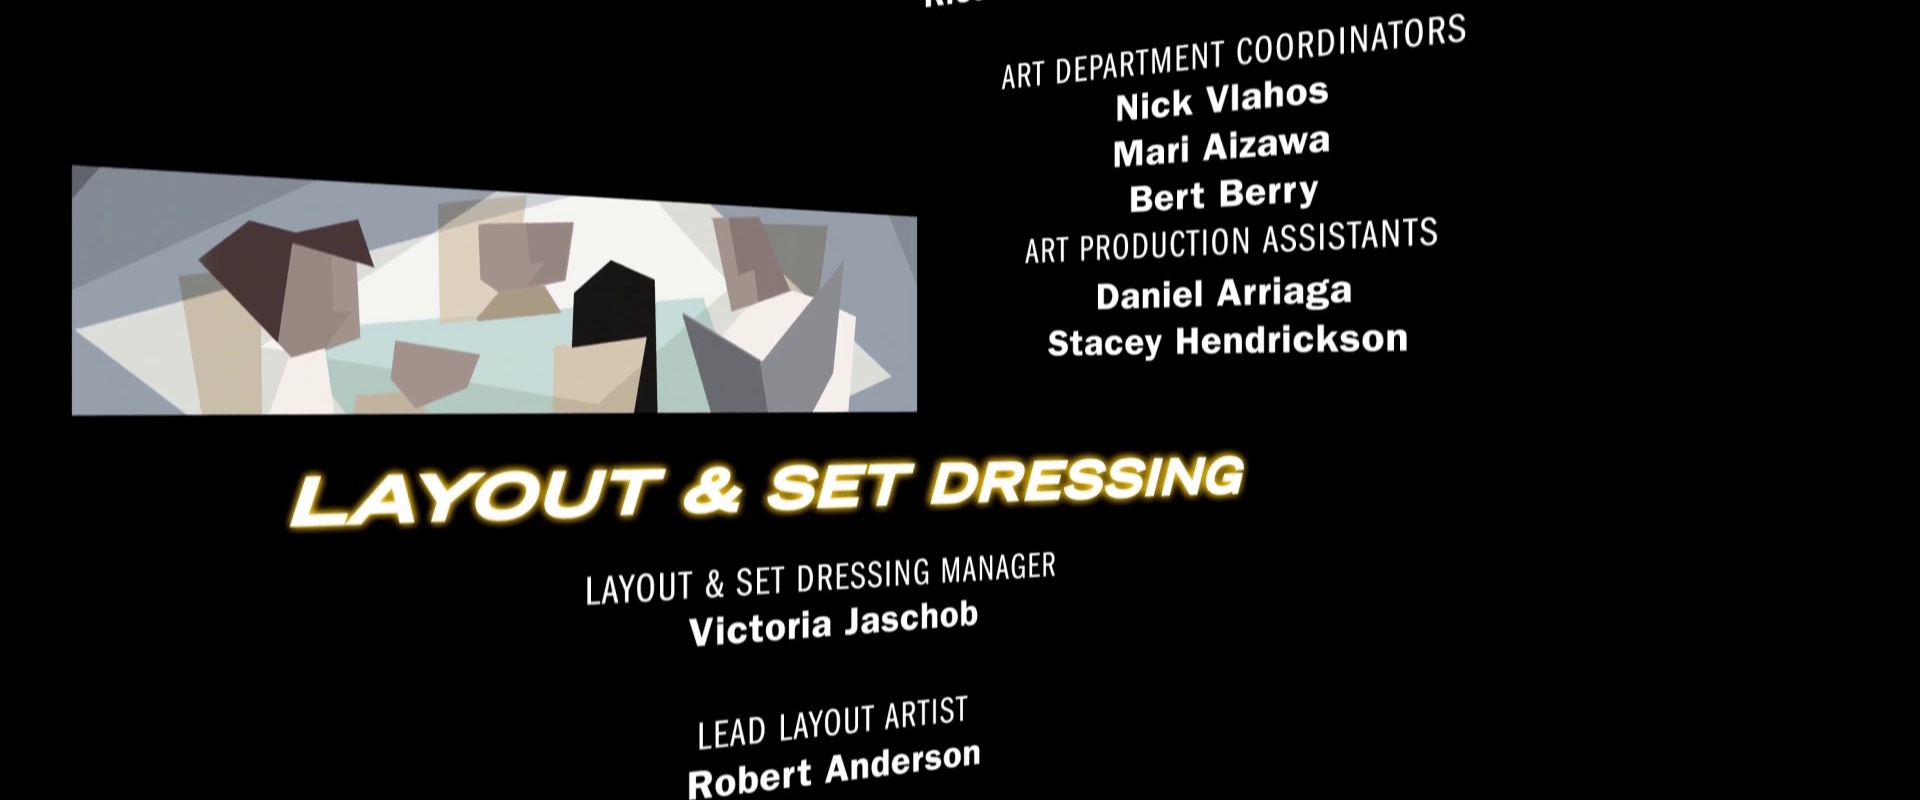 ART DEPARTMENT COORDINATORS
Nick Vlahos
Mari Aizawa
Bert Berry
ART PRODUCTION ASSISTANTS
Daniel Arriaga
Stacey Hendrickson
LAYOUT & SET DRESSING
LAYOUT & SET DRESSING MANAGER
Victoria Jaschob
LEAD LAYOUT ARTIST
Robert Anderson